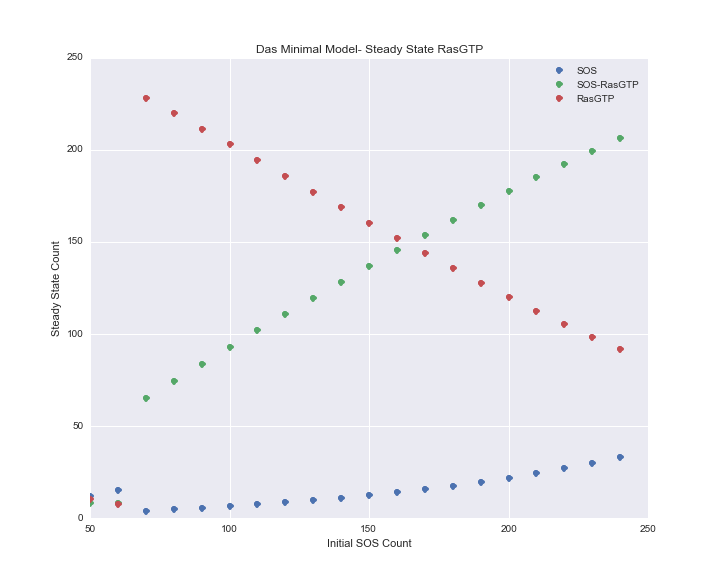 Das Minimal Model- Steady State RasGTP
250
200
150
100
50
0
Steady State Count
SOS
SOS-RasGTP
RasGTP
50
100
150
200
250
Initial SOS Count